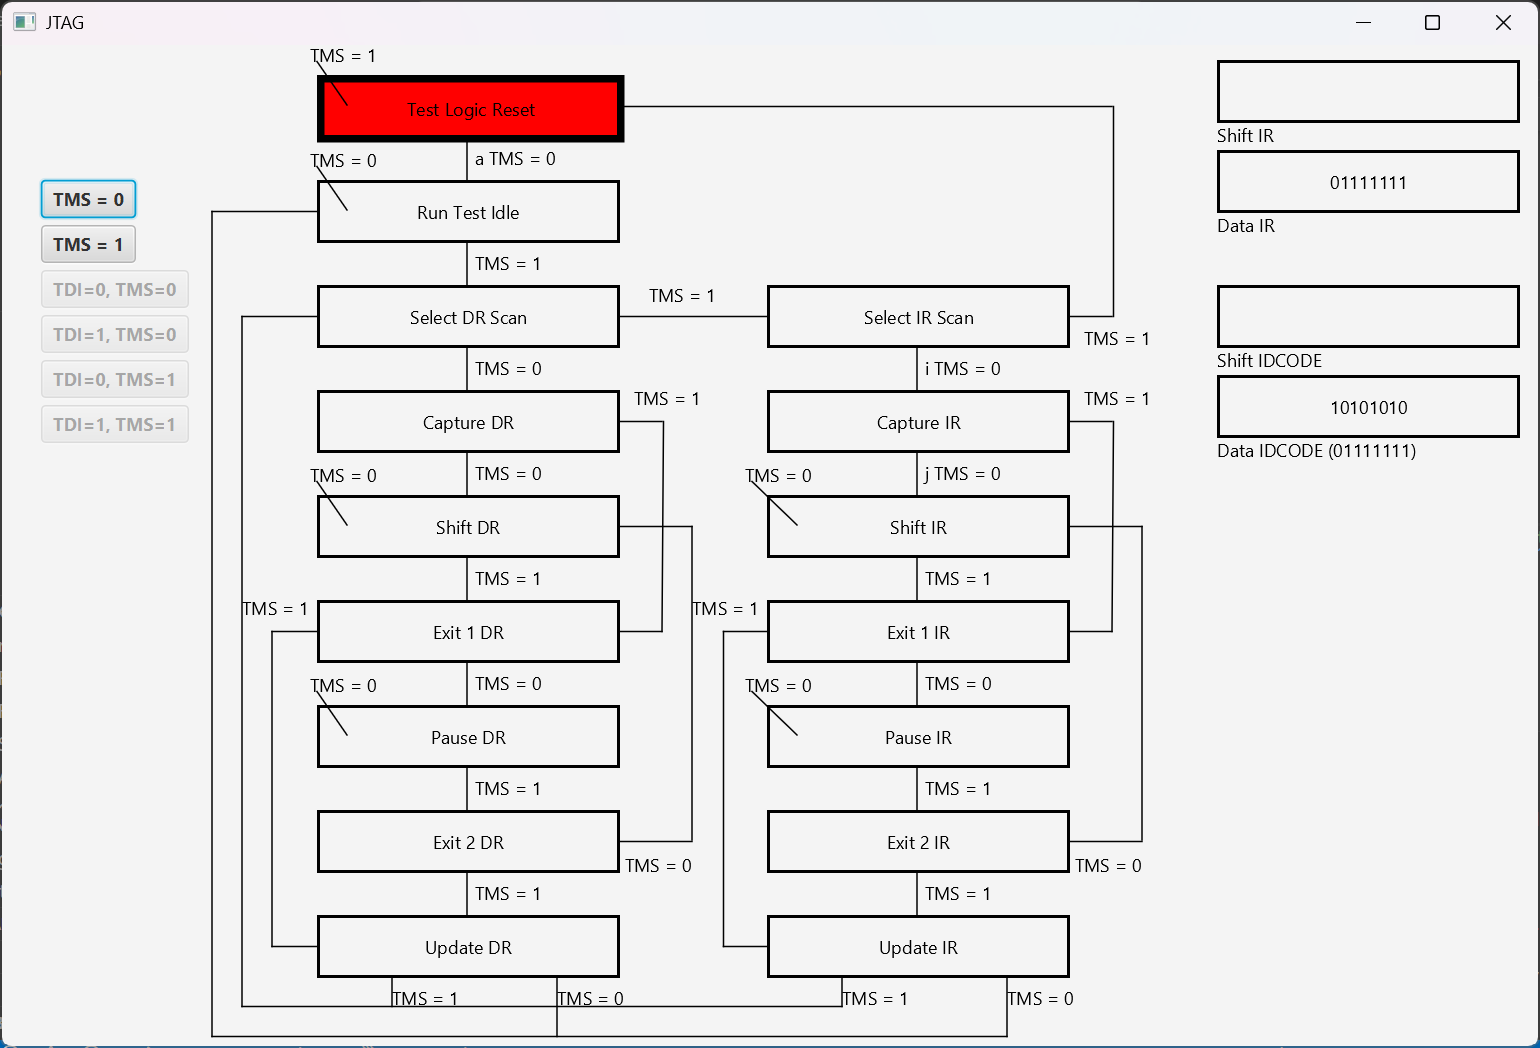 JTAG
TMS = 1
Test Logic Reset
TMS = 0
a TMS = 0
Run Test Idle
TMS = 1
Select DR Scan
TMS = 1
Select IR Scan
TMS = 1
TMS = 0
i TMS = 0
Capture DR
TMS = 1
Capture IR
TMS = 1
TMS = 0
TMS = 0
TMS = 0
j TMS = 0
Shift DR
Shift IR
TMS = 1
TMS = 1
TMS = 1
Exit 1 DR
TMS = 1
Exit 1 IR
TMS = 0
TMS = 0
TMS = 0
TMS = 0
Pause DR
Pause IR
TMS = 1
TMS = 1
Exit 2 DR
TMS = 0
Exit 2 IR
TMS = 0
TMS = 1
TMS = 1
Update DR
Update IR
TMS = 1
TMS = 0
TMS = 1
TMS = 0
TMS = 0
TMS = 1
TDI=0, TMS=0
TDI=1, TMS=0
TDI=0, TMS=1
TDI=1, TMS=1
Shift IR
01111111
Data IR
Shift IDCODE
10101010
Data IDCODE (01111111)